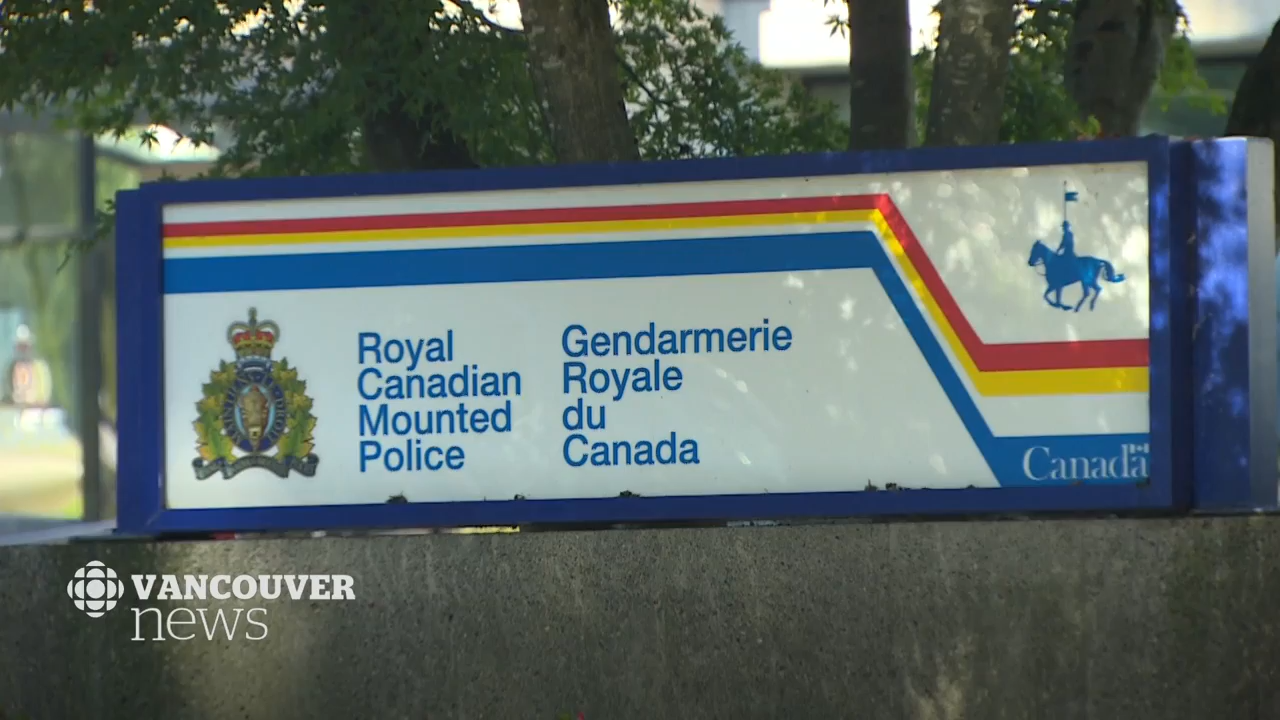 Royal
Canadian
Mounted
Police
Gendarmerie
Royale
du
Canada
Canada
VANCOUVER
news